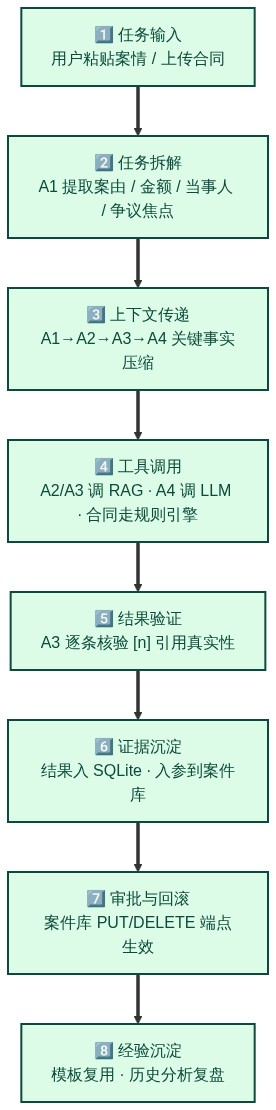 1️⃣ 任务输入
用户粘贴案情 / 上传合同
2️⃣ 任务拆解
A1 提取案由 / 金额 / 当事人
/ 争议焦点
3️⃣ 上下文传递
A1→A2→A3→A4 关键事实
压缩
4️⃣ 工具调用
A2/A3 调 RAG · A4 调 LLM
· 合同走规则引擎
5️⃣ 结果验证
A3 逐条核验 [n] 引用真实性
6️⃣ 证据沉淀
结果入 SQLite · 入参到案件
库
7️⃣ 审批与回滚
案件库 PUT/DELETE 端点
生效
8️⃣ 经验沉淀
模板复用 · 历史分析复盘